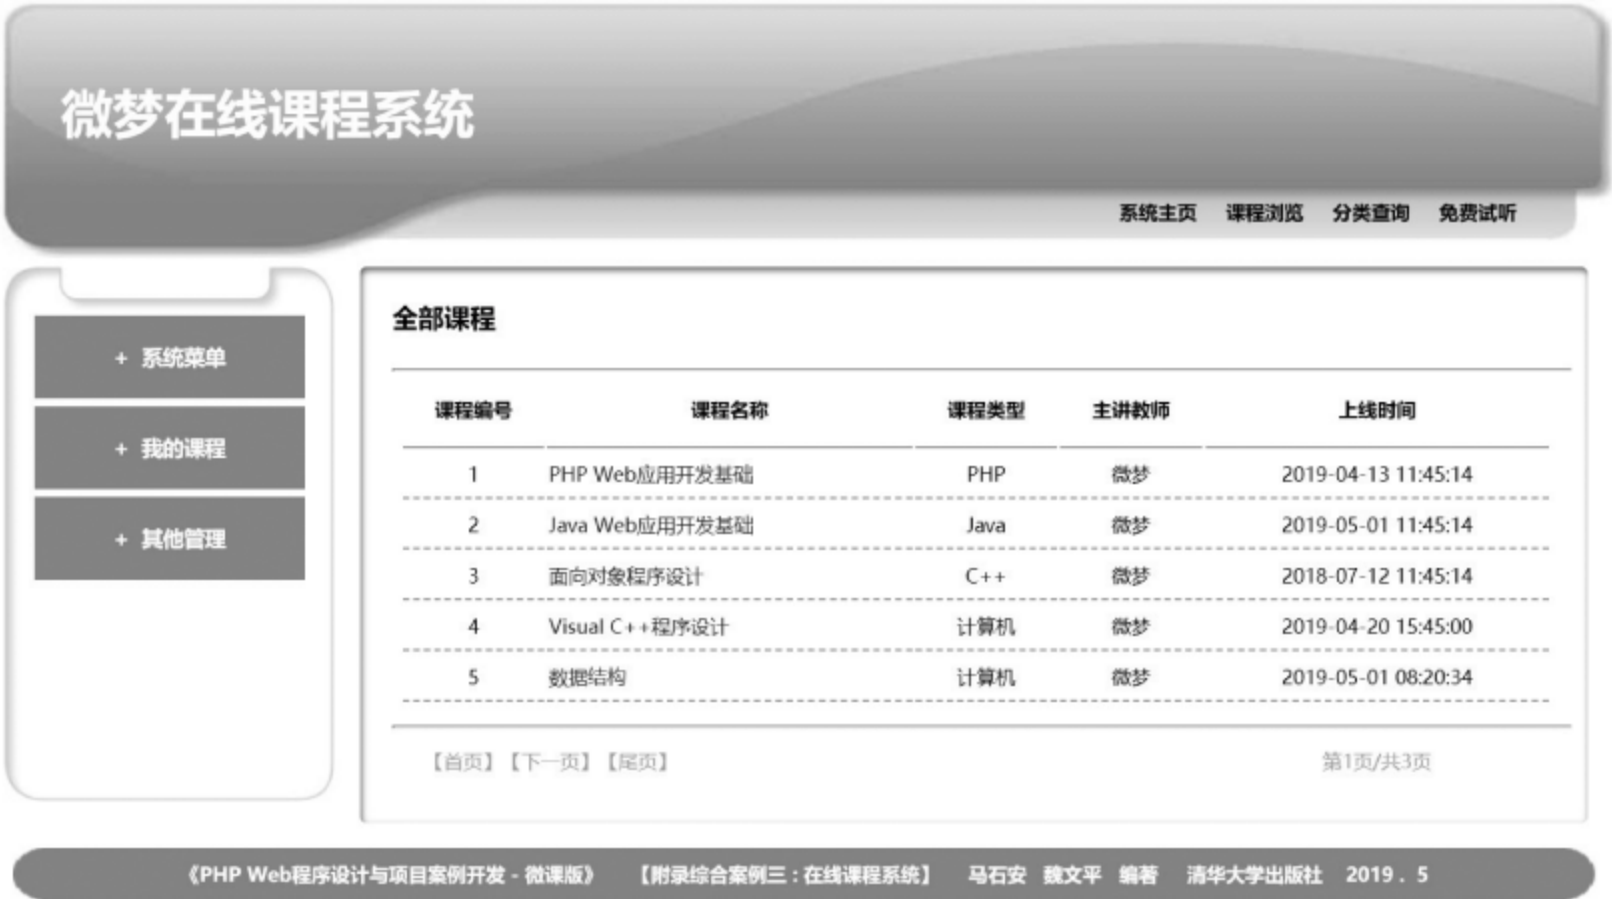 微梦在线课程系统
系统主页 课程浏览 分类查询 免费试听
+ 系统菜单
+ 我的课程
+ 其他管理
全部课程
课程编号 课程名称 课程类型 主讲教师 上线时间
1 PHP Web应用开发基础 PHP 微梦 2019-04-13 11:45:14
2 Java Web应用开发基础 Java 微梦 2019-05-01 11:45:14
3 面向对象程序设计 C++ 微梦 2018-07-12 11:45:14
4 Visual C++程序设计 计算机 微梦 2019-04-20 15:45:00
5 数据结构 计算机 微梦 2019-05-01 08:20:34
【首页】【下一页】【尾页】 第1页/共3页
《PHP Web程序设计与项目案例开发 - 微课版》 【附录综合案例三：在线课程系统】 马石安 魏文平 编著 清华大学出版社 2019 . 5